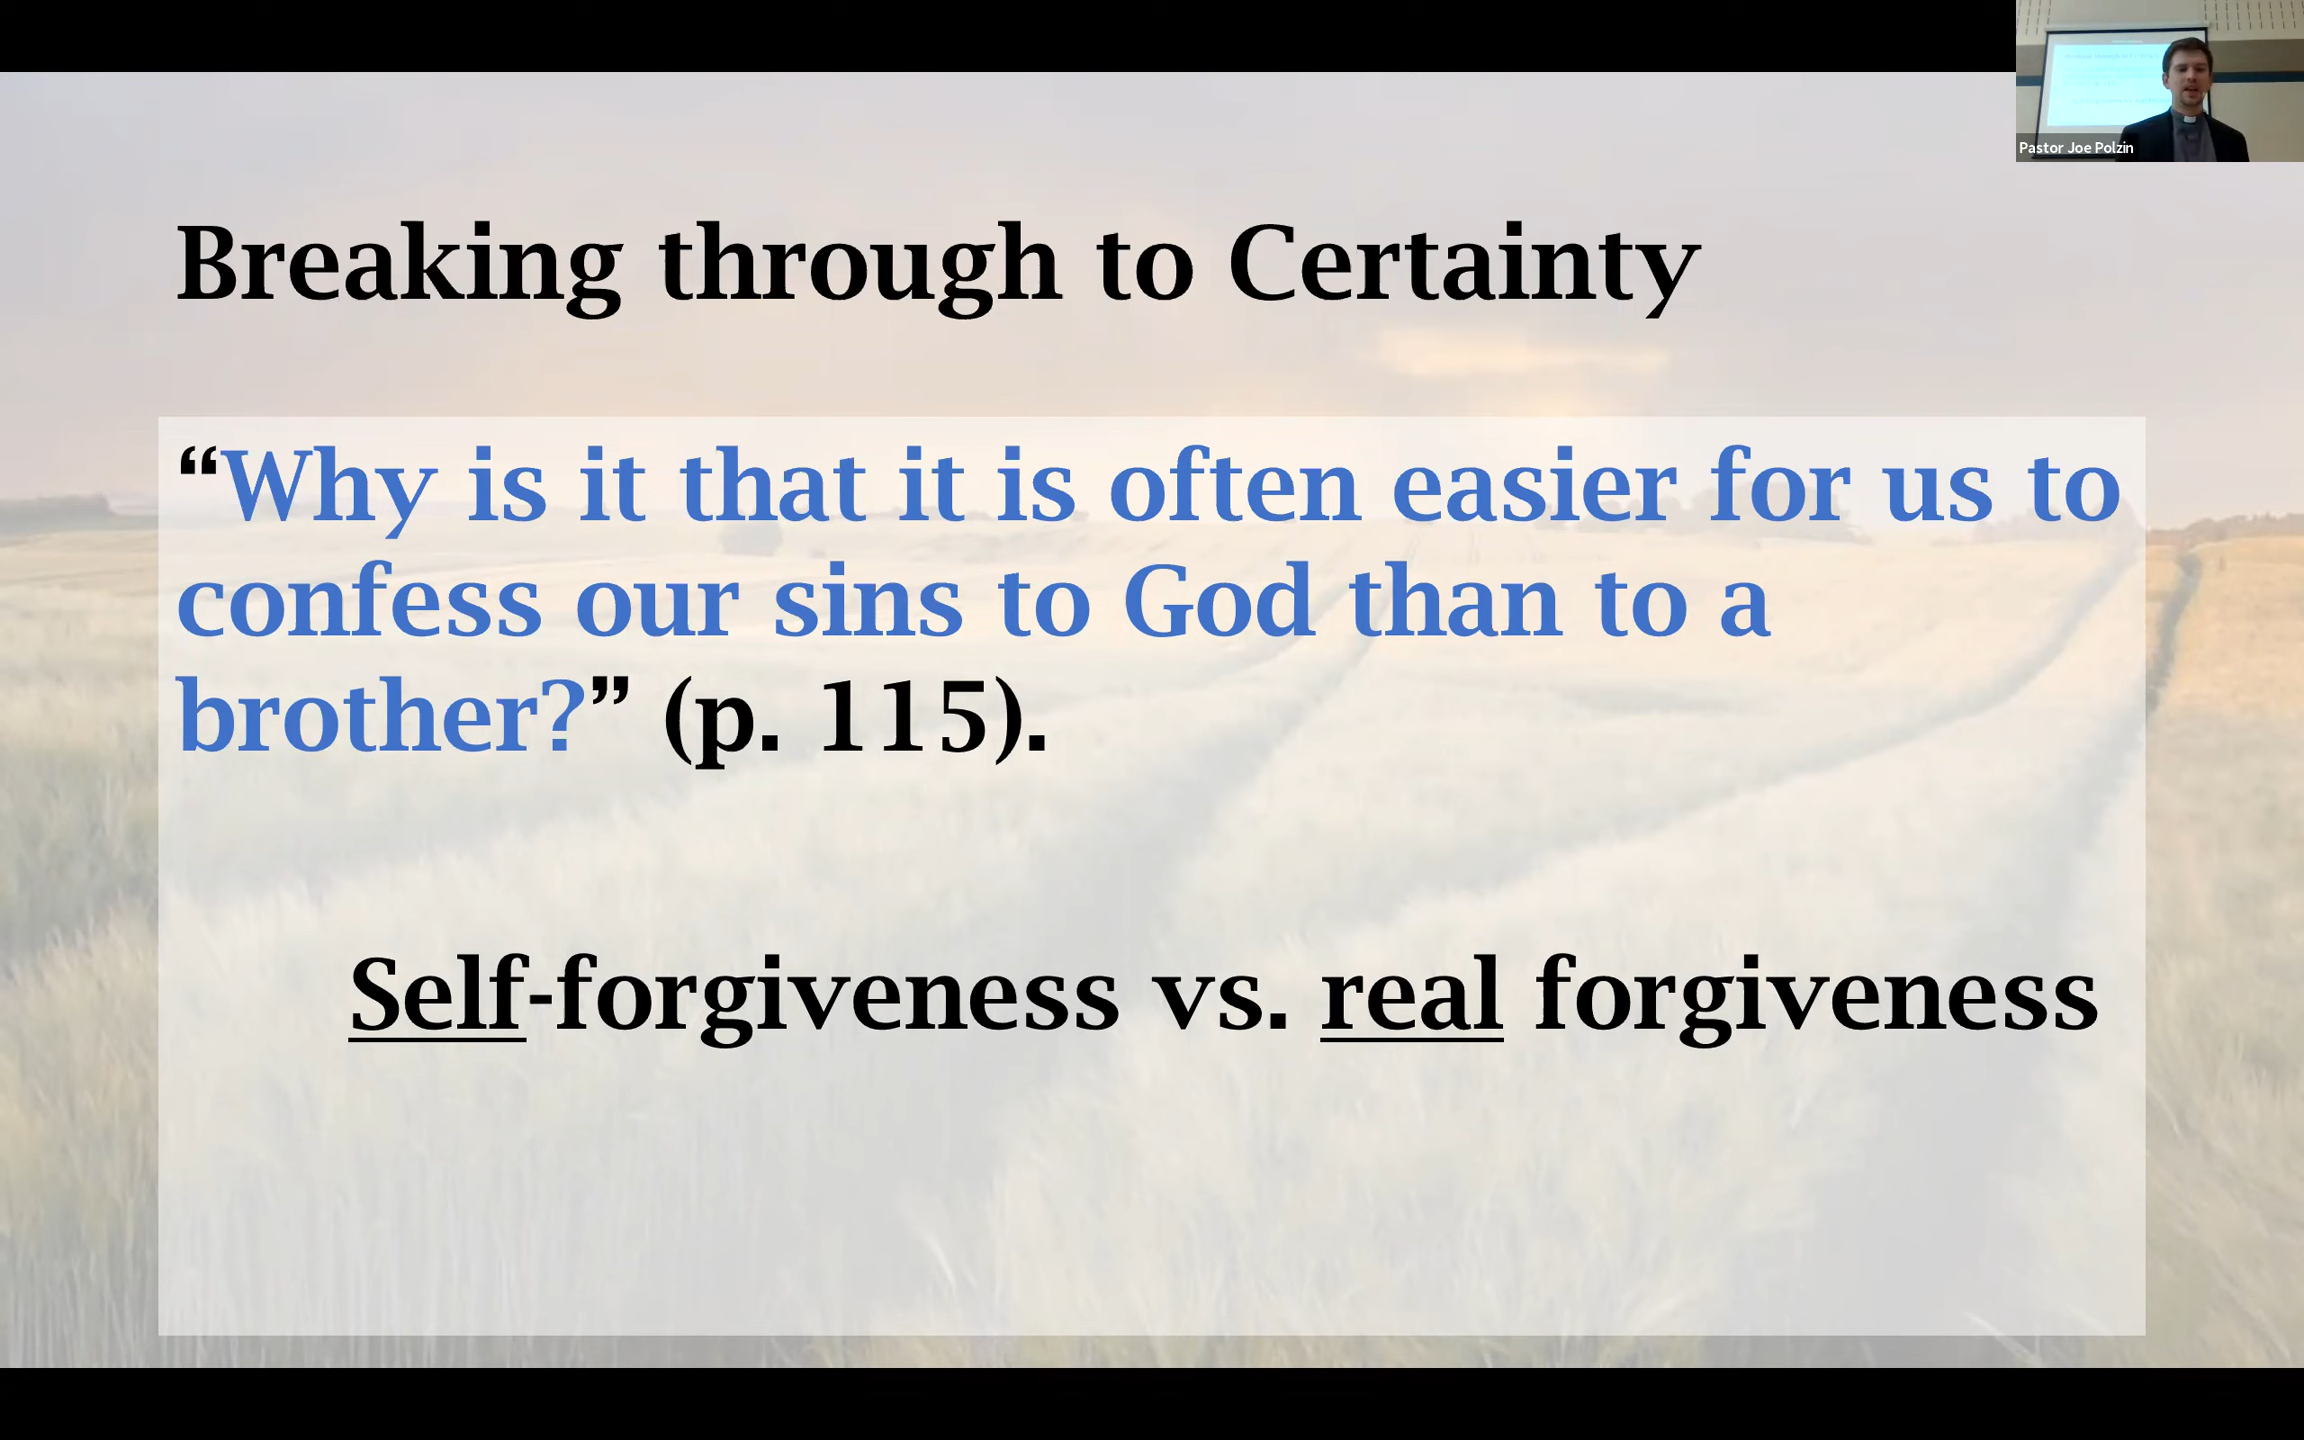 Pastor Joe Polzin
Breaking through to Certainty
“Why is it that it is often easier for us to
confess our sins to God than to a
brother?” (p. 115).
Self-forgiveness vs. real forgiveness